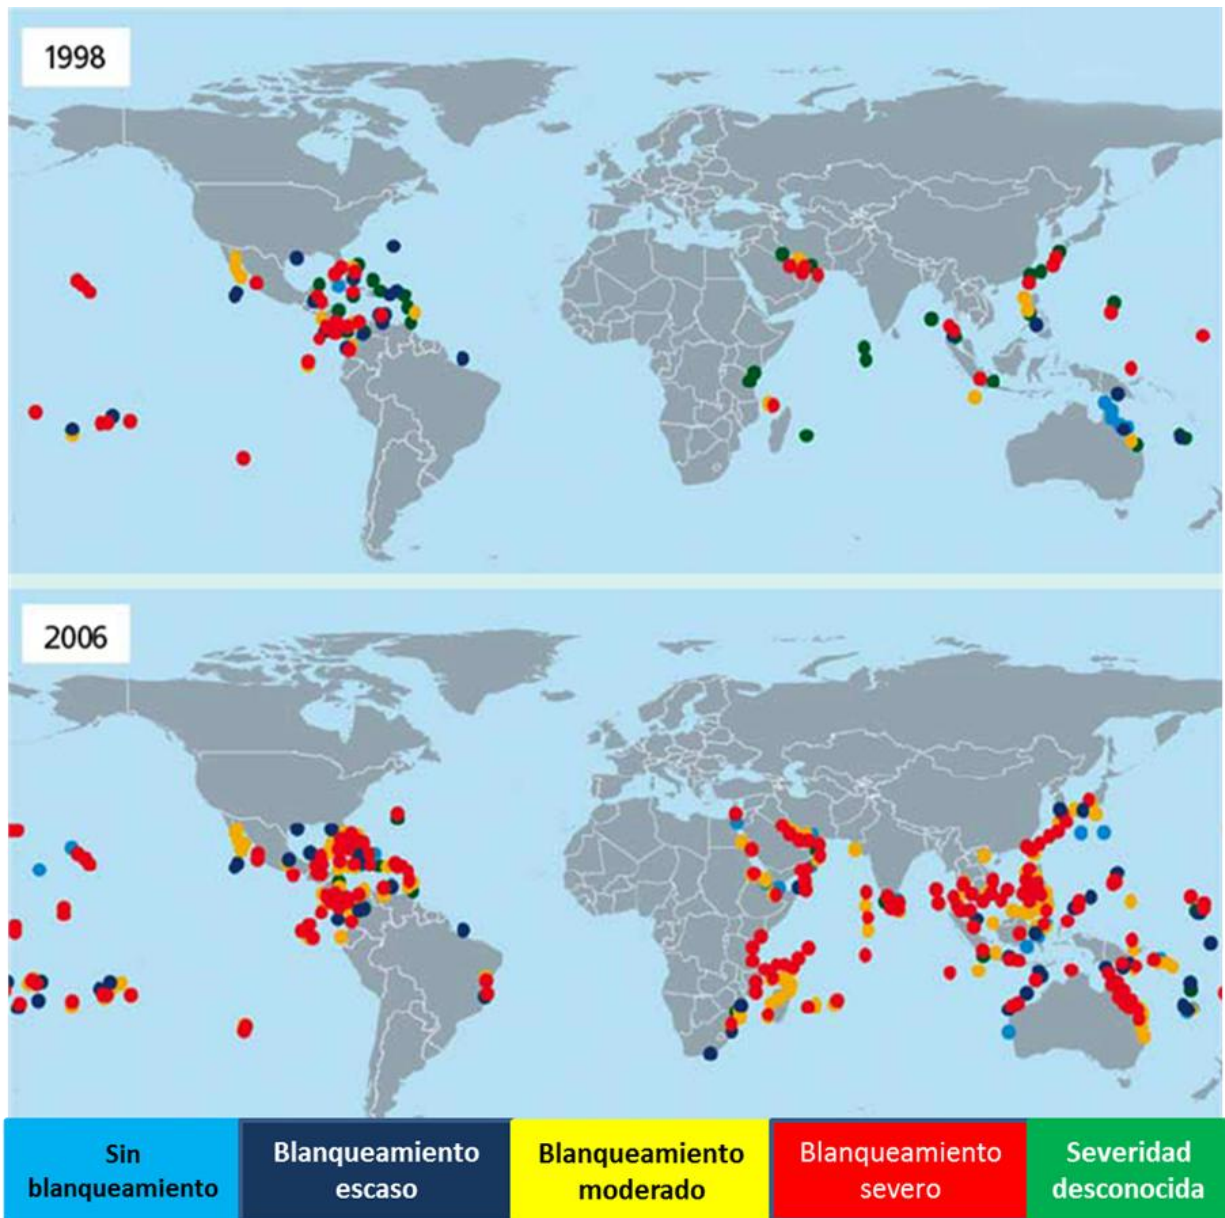 1998
2006
Sin
blanqueamiento
Blanqueamiento
escaso
Blanqueamiento
moderado
Blanqueamiento
severo
Severidad
desconocida